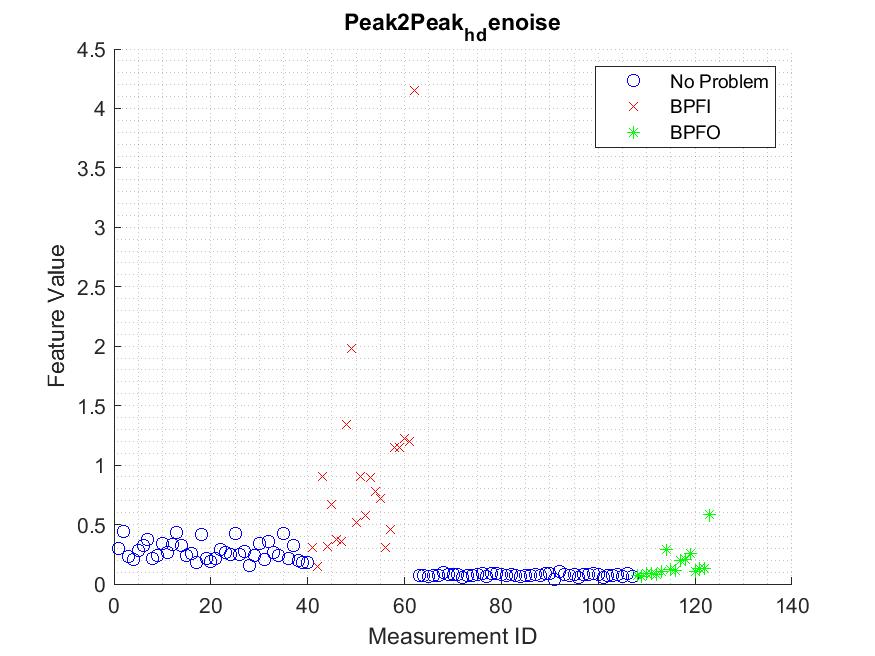 Peak2Peak_hd_enoise
4.5
4
3.5
3
2.5
2
1.5
1
0.5
0
Feature Value
No Problem
BPFI
BPFO
0 20 40 60 80 100 120 140
Measurement ID